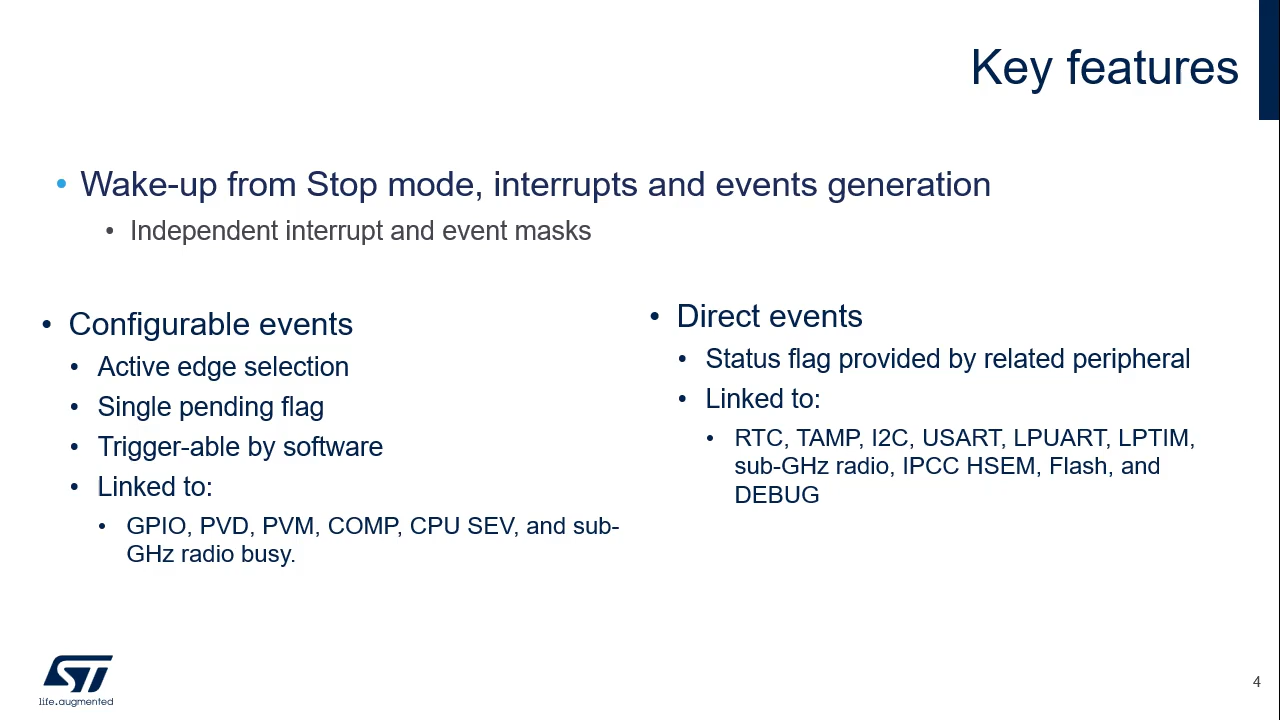 Key features
• Wake-up from Stop mode, interrupts and events generation
• Independent interrupt and event masks
• Configurable events
• Active edge selection
• Single pending flag
• Trigger-able by software
• Linked to:
• GPIO, PVD, PVM, COMP, CPU SEV, and sub-
GHz radio busy.
• Direct events
• Status flag provided by related peripheral
• Linked to:
• RTC, TAMP, I2C, USART, LPUART, LPTIM,
sub-GHz radio, IPCC HSEM, Flash, and
DEBUG
ST
life.augmented
4